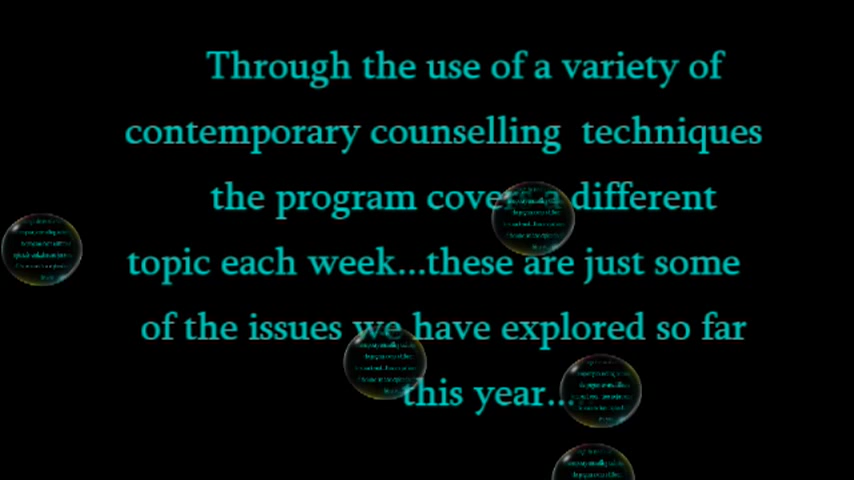 Through the use of a variety of
contemporary counselling techniques
the program covers a different
topic each week...these are just some
of the issues we have explored so far
this year...